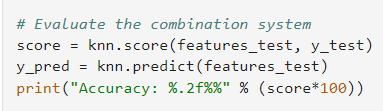 # Evaluate the combination system
score = knn.score(features_test, y_test)
y_pred = knn.predict(features_test)
print("Accuracy: %.2f%%" % (score*100))